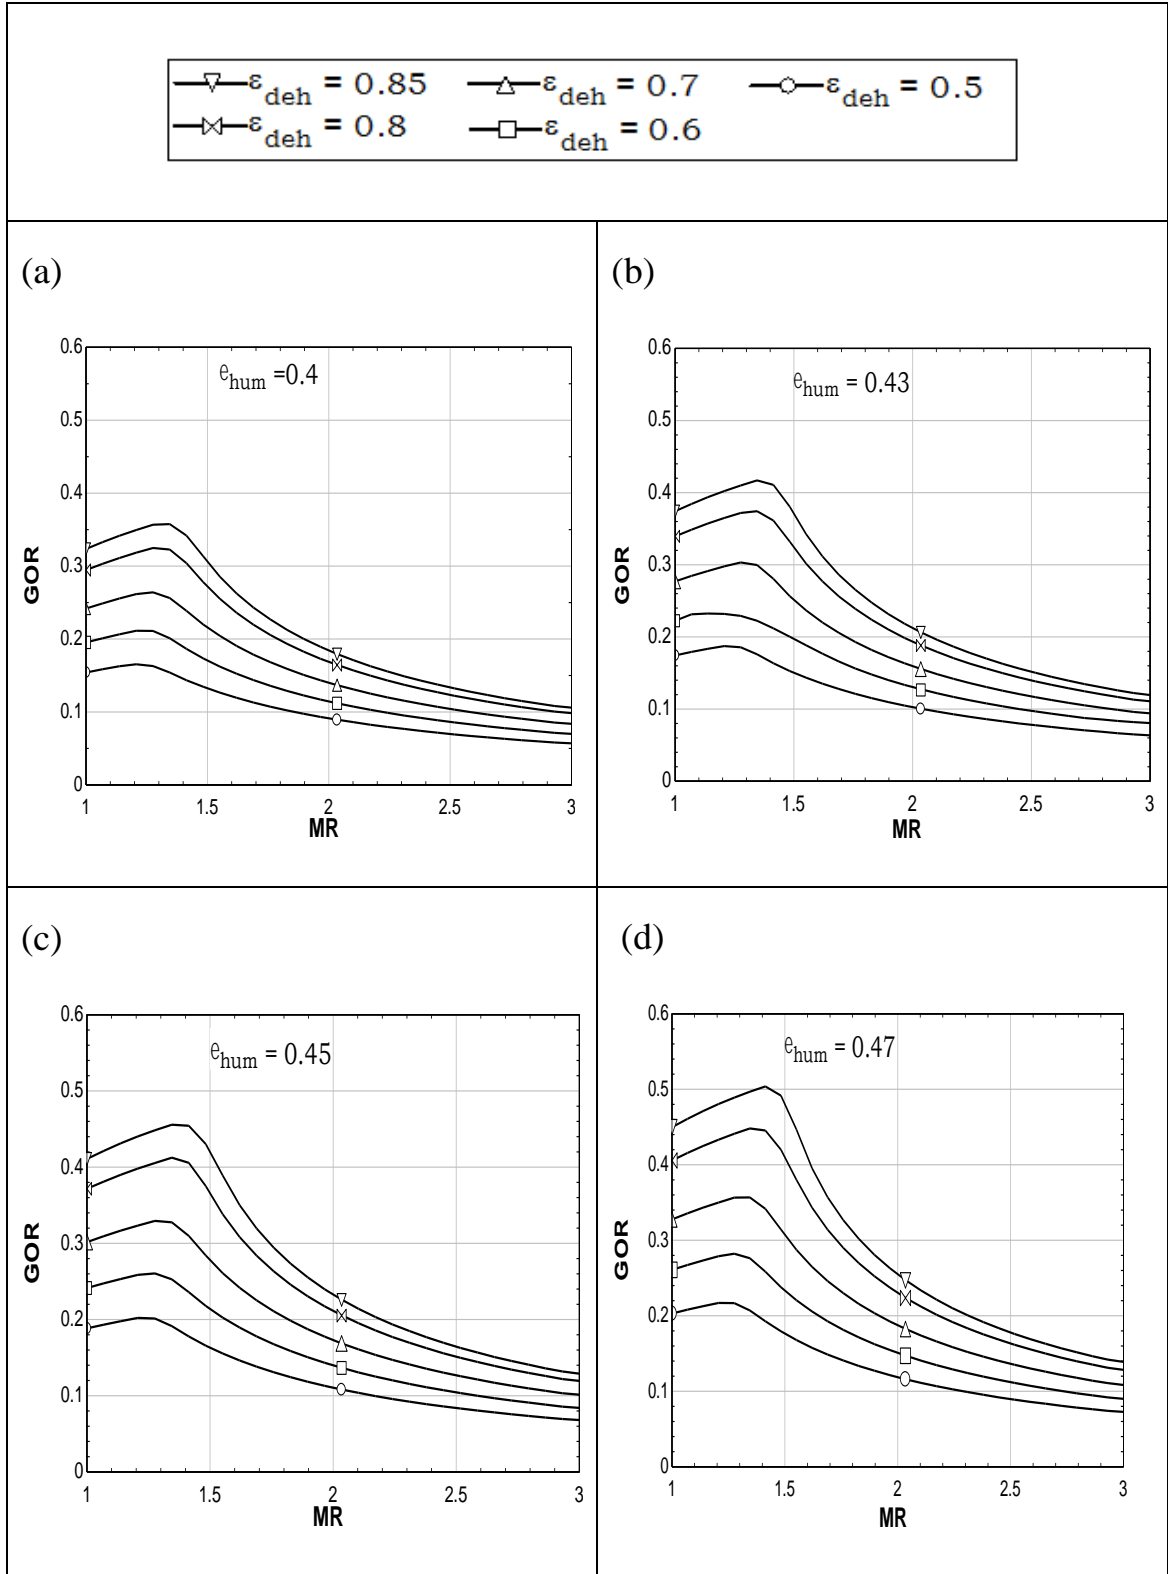 ε_deh = 0.85 ε_deh = 0.7 ε_deh = 0.5
ε_deh = 0.8 ε_deh = 0.6
(a)
e_hum =0.4
0.6
0.5
0.4
0.3
0.2
0.1
0
GOR
1 1.5 2 2.5 3
MR
(b)
e_hum = 0.43
0.6
0.5
0.4
0.3
0.2
0.1
0
GOR
1 1.5 2 2.5 3
MR
(c)
e_hum = 0.45
0.6
0.5
0.4
0.3
0.2
0.1
0
GOR
1 1.5 2 2.5 3
MR
(d)
e_hum = 0.47
0.6
0.5
0.4
0.3
0.2
0.1
0
GOR
1 1.5 2 2.5 3
MR